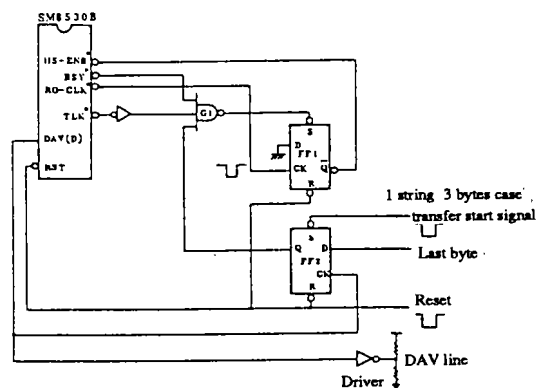 SM8530B
HS-ENB*
BSY*
RO-CLK*
TLK*
DAV(D)
RST
G1
S
D
FF1
CK
Q
R
1 string 3 bytes case
transfer start signal
Last byte
S
Q
D
FF2
CK
R
Reset
DAV line
Driver